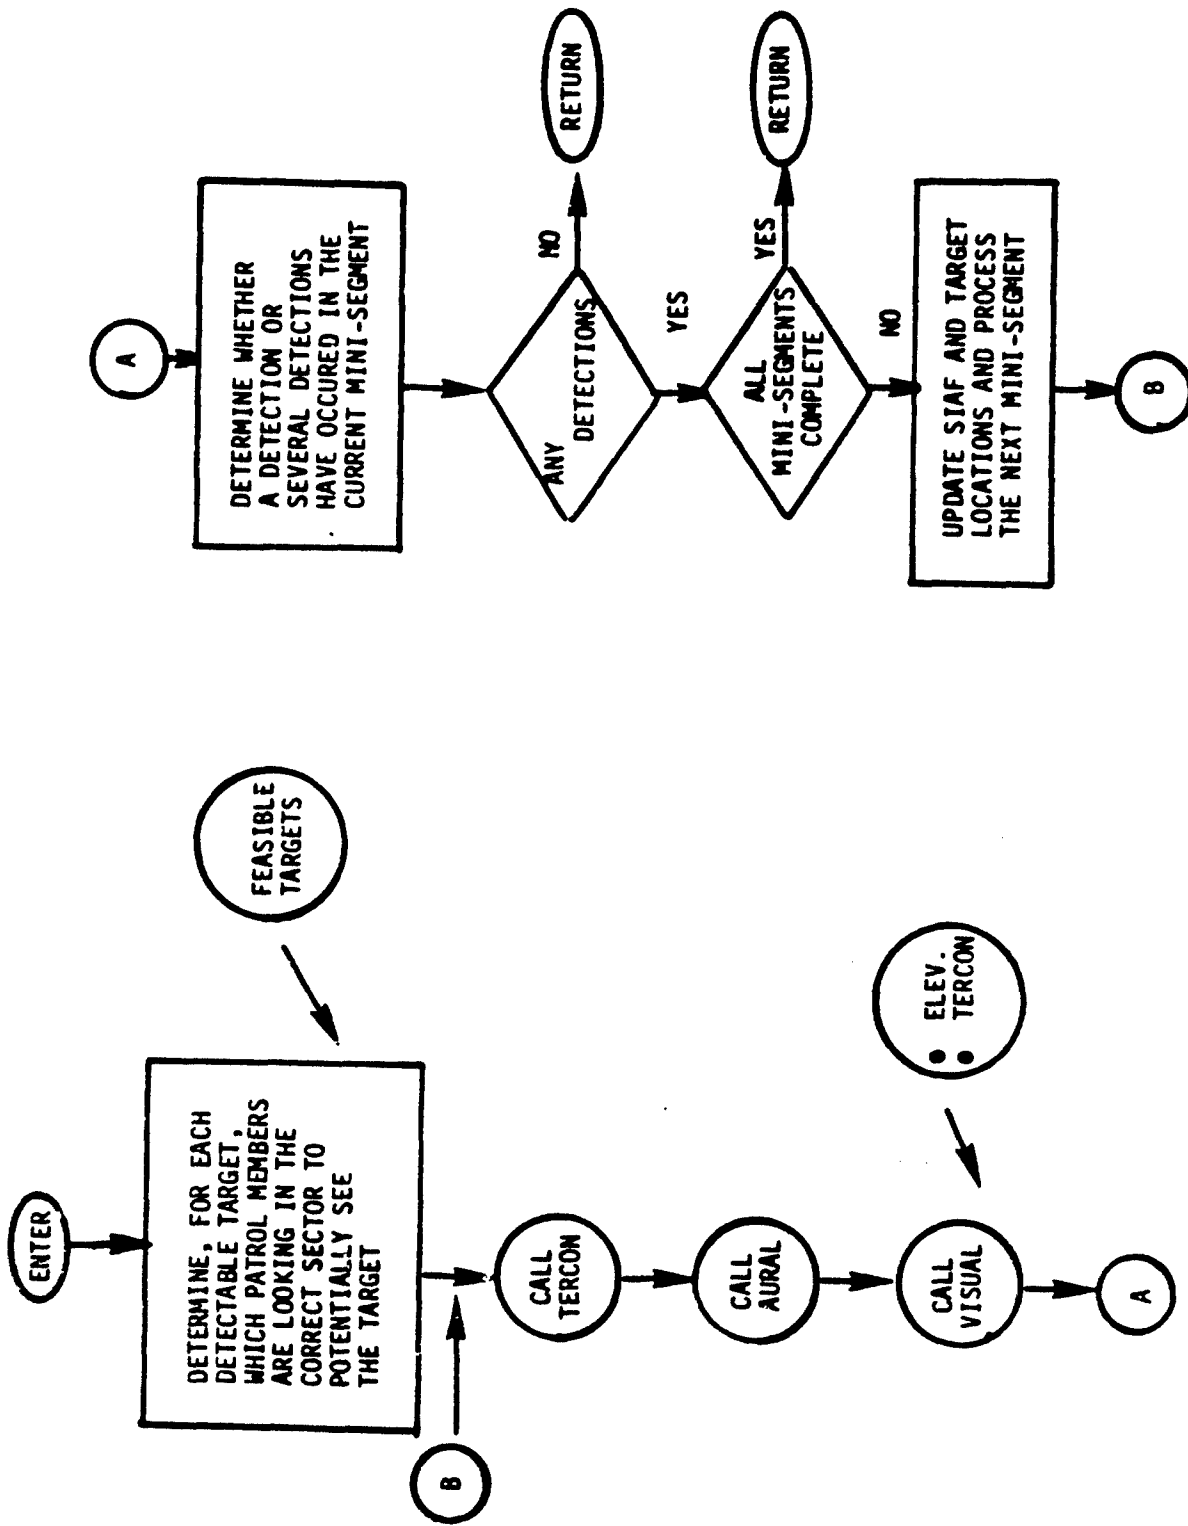 ENTER
DETERMINE, FOR EACH
DETECTABLE TARGET,
WHICH PATROL MEMBERS
ARE LOOKING IN THE
CORRECT SECTOR TO
POTENTIALLY SEE
THE TARGET
FEASIBLE
TARGETS
B
CALL
TERCON
CALL
AURAL
CALL
VISUAL
• ELEV.
• TERCON
A
A
DETERMINE WHETHER
A DETECTION OR
SEVERAL DETECTIONS
HAVE OCCURED IN THE
CURRENT MINI-SEGMENT
ANY
DETECTIONS
NO
RETURN
YES
ALL
MINI-SEGMENTS
COMPLETE
YES
RETURN
NO
UPDATE SIAF AND TARGET
LOCATIONS AND PROCESS
THE NEXT MINI-SEGMENT
B